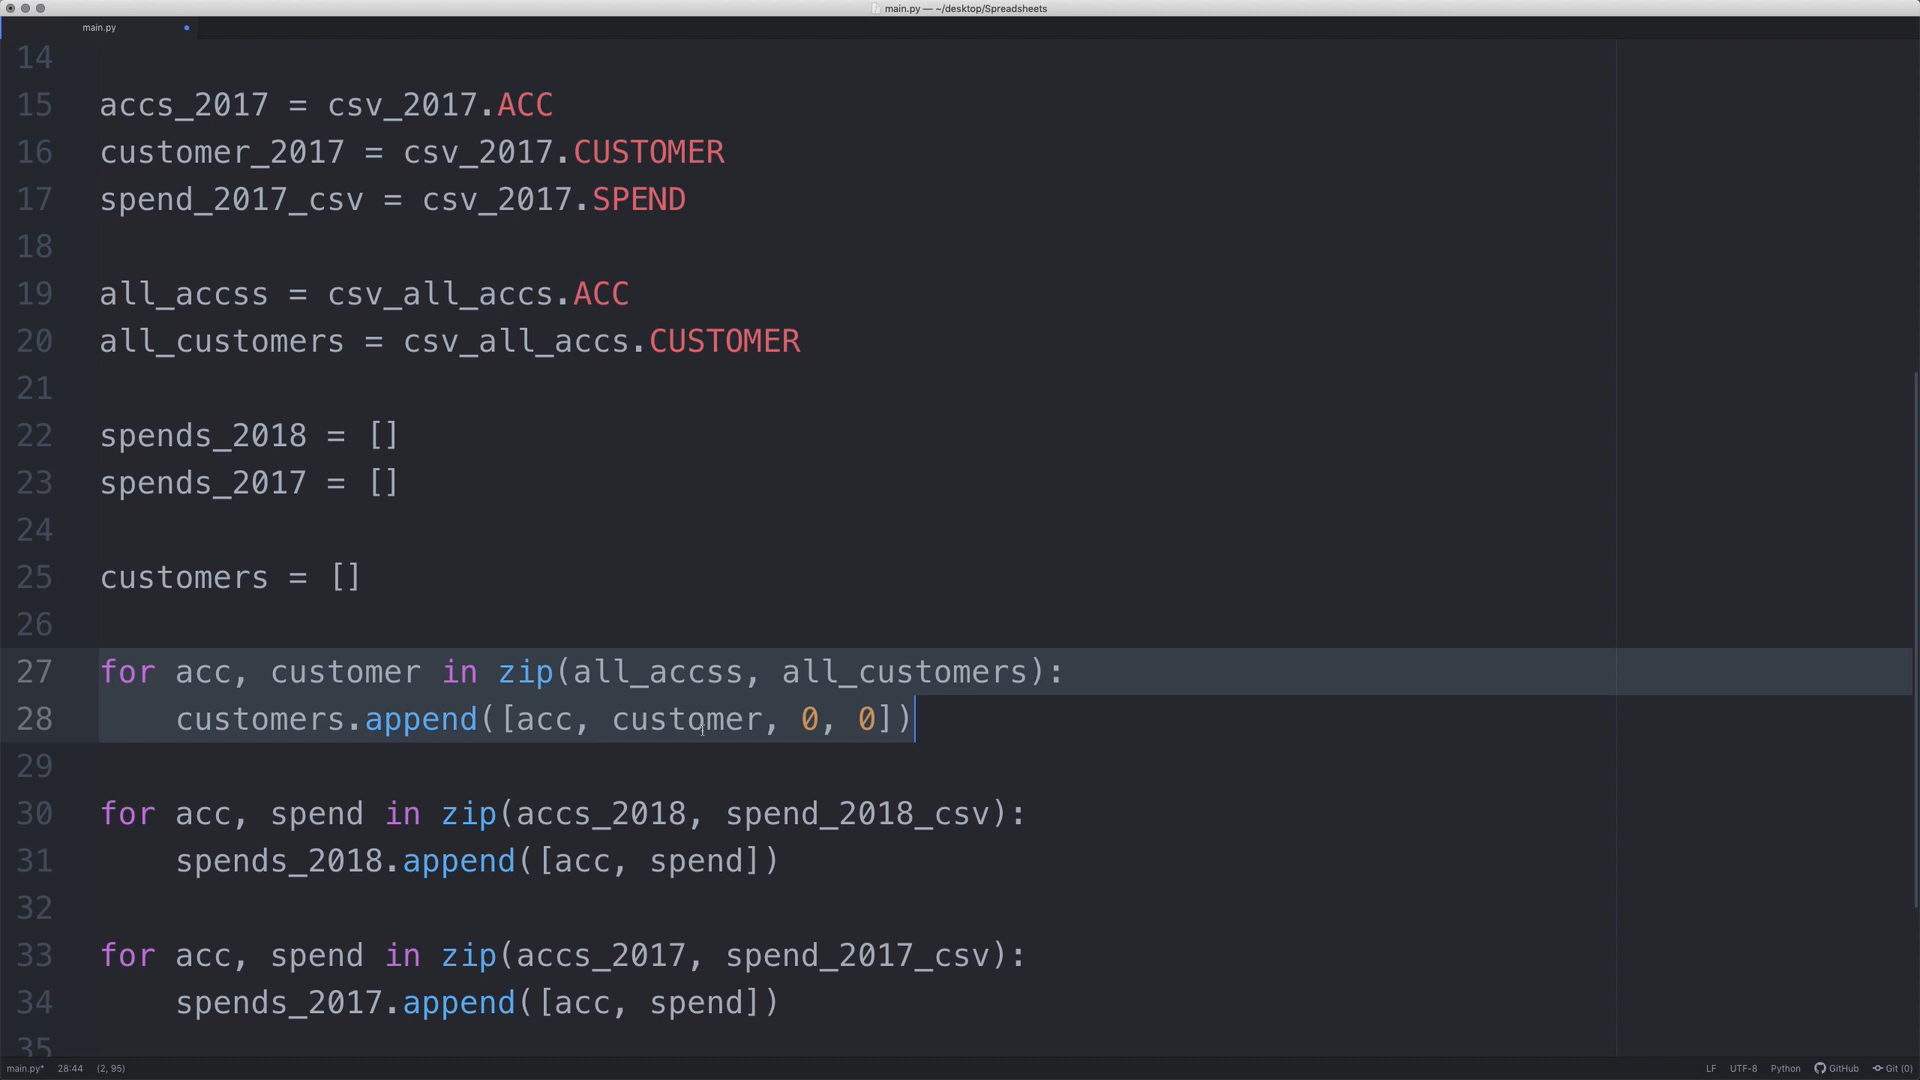 main.py — ~/desktop/Spreadsheets
main.py
14
15 accs_2017 = csv_2017.ACC
16 customer_2017 = csv_2017.CUSTOMER
17 spend_2017_csv = csv_2017.SPEND
18
19 all_accss = csv_all_accs.ACC
20 all_customers = csv_all_accs.CUSTOMER
21
22 spends_2018 = []
23 spends_2017 = []
24
25 customers = []
26
27 for acc, customer in zip(all_accss, all_customers):
28     customers.append([acc, customer, 0, 0])
29
30 for acc, spend in zip(accs_2018, spend_2018_csv):
31     spends_2018.append([acc, spend])
32
33 for acc, spend in zip(accs_2017, spend_2017_csv):
34     spends_2017.append([acc, spend])
35
main.py* 28:44 (2, 95) LF UTF-8 Python GitHub Git (0)